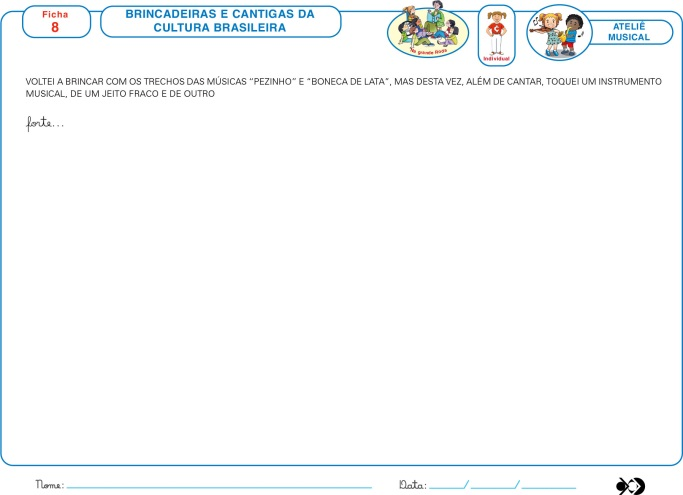 Ficha
8
BRINCADEIRAS E CANTIGAS DA
CULTURA BRASILEIRA
Na grande Roda
Individual
ATELIÊ
MUSICAL
VOLTEI A BRINCAR COM OS TRECHOS DAS MÚSICAS “PEZINHO” E “BONECA DE LATA”, MAS DESTA VEZ, ALÉM DE CANTAR, TOQUEI UM INSTRUMENTO
MUSICAL, DE UM JEITO FRACO E DE OUTRO
forte...
Nome: Data: / /